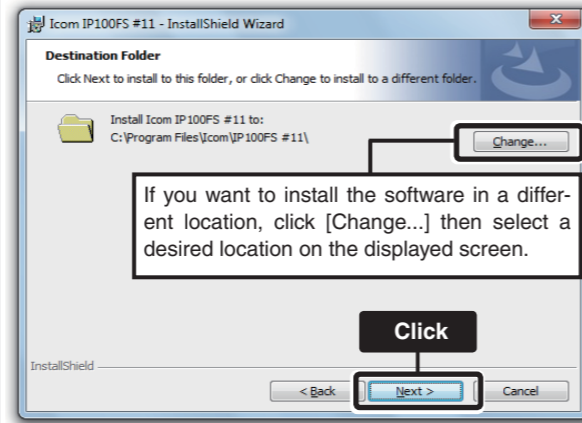 Icom IP100FS #11 - InstallShield Wizard
Destination Folder
Click Next to install to this folder, or click Change to install to a different folder.
Install Icom IP100FS #11 to:
C:\Program Files\Icom\IP100FS #11\
Change...
If you want to install the software in a differ-
ent location, click [Change...] then select a
desired location on the displayed screen.
Click
InstallShield
< Back
Next >
Cancel